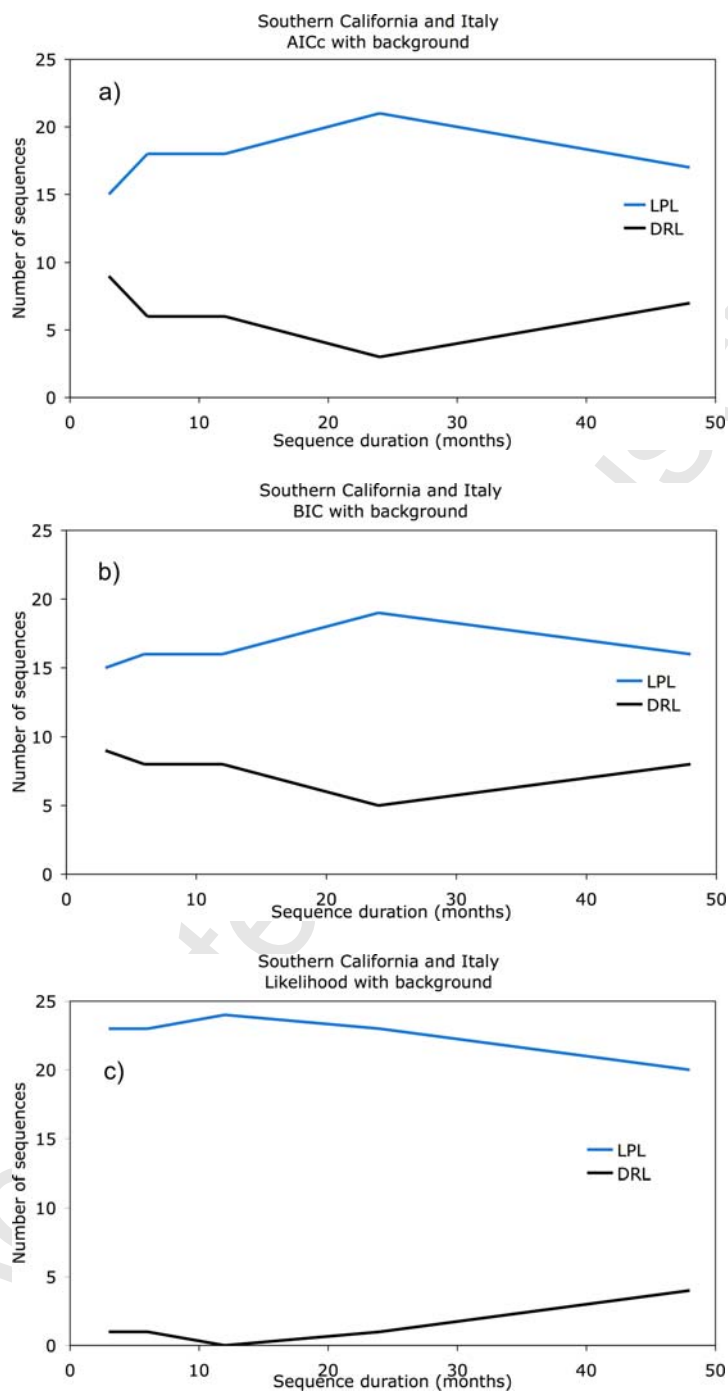 Southern California and Italy
AICc with background
a)
25
20
15
10
5
0
Number of sequences
LPL
DRL
0 10 20 30 40 50
Sequence duration (months)
Southern California and Italy
BIC with background
b)
25
20
15
10
5
0
Number of sequences
LPL
DRL
0 10 20 30 40 50
Sequence duration (months)
Southern California and Italy
Likelihood with background
c)
25
20
15
10
5
0
Number of sequences
LPL
DRL
0 10 20 30 40 50
Sequence duration (months)